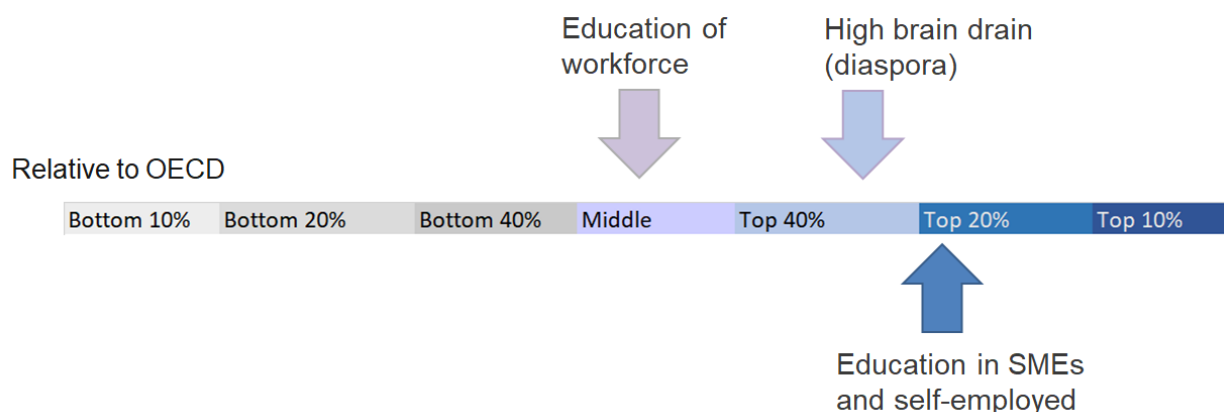 Education of
workforce
High brain drain
(diaspora)
Relative to OECD
Bottom 10% Bottom 20% Bottom 40% Middle Top 40% Top 20% Top 10%
Education in SMEs
and self-employed